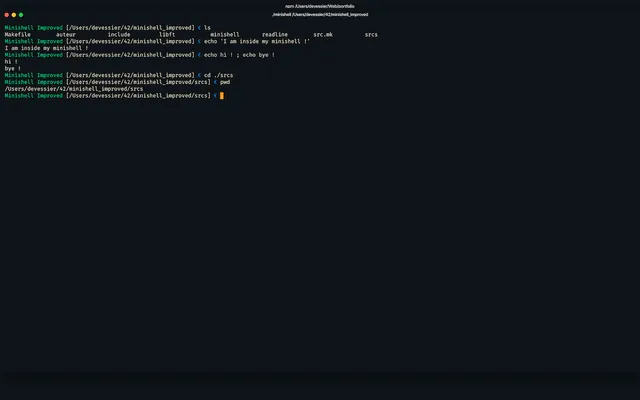 nom /Users/devessier/Web/portfolio
./minishell /Users/devessier/42/minishell_improved
Minishell Improved [/Users/devessier/42/minishell_improved] € ls
Makefile auteur include libft minishell readline src.mk srcs
Minishell Improved [/Users/devessier/42/minishell_improved] € echo 'I am inside my minishell !'
I am inside my minishell !
Minishell Improved [/Users/devessier/42/minishell_improved] € echo hi ! ; echo bye !
hi !
bye !
Minishell Improved [/Users/devessier/42/minishell_improved] € cd ./srcs
Minishell Improved [/Users/devessier/42/minishell_improved/srcs] € pwd
/Users/devessier/42/minishell_improved/srcs
Minishell Improved [/Users/devessier/42/minishell_improved/srcs] €